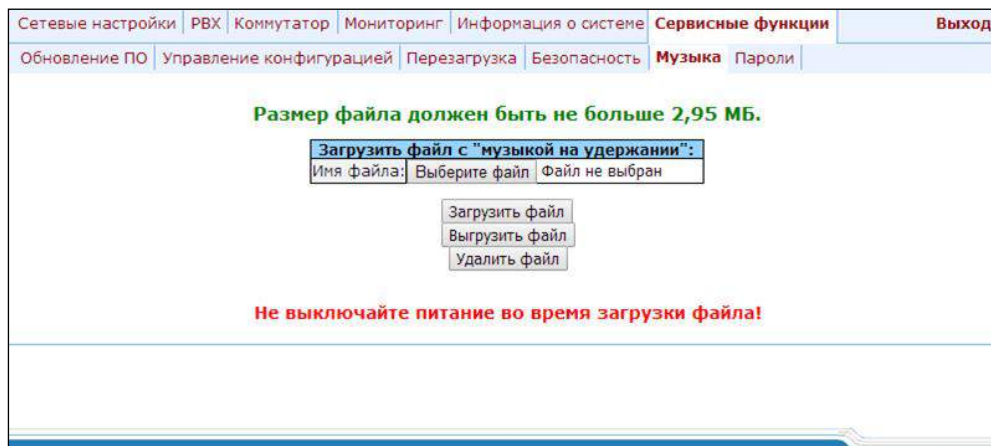 Сетевые настройки PBX Коммутатор Мониторинг Информация о системе Сервисные функции Выход
Обновление ПО Управление конфигурацией Перезагрузка Безопасность Музыка Пароли
Размер файла должен быть не больше 2,95 МБ.
Загрузить файл с "музыкой на удержании":
Имя файла: Выберите файл Файл не выбран
Загрузить файл
Выгрузить файл
Удалить файл
Не выключайте питание во время загрузки файла!